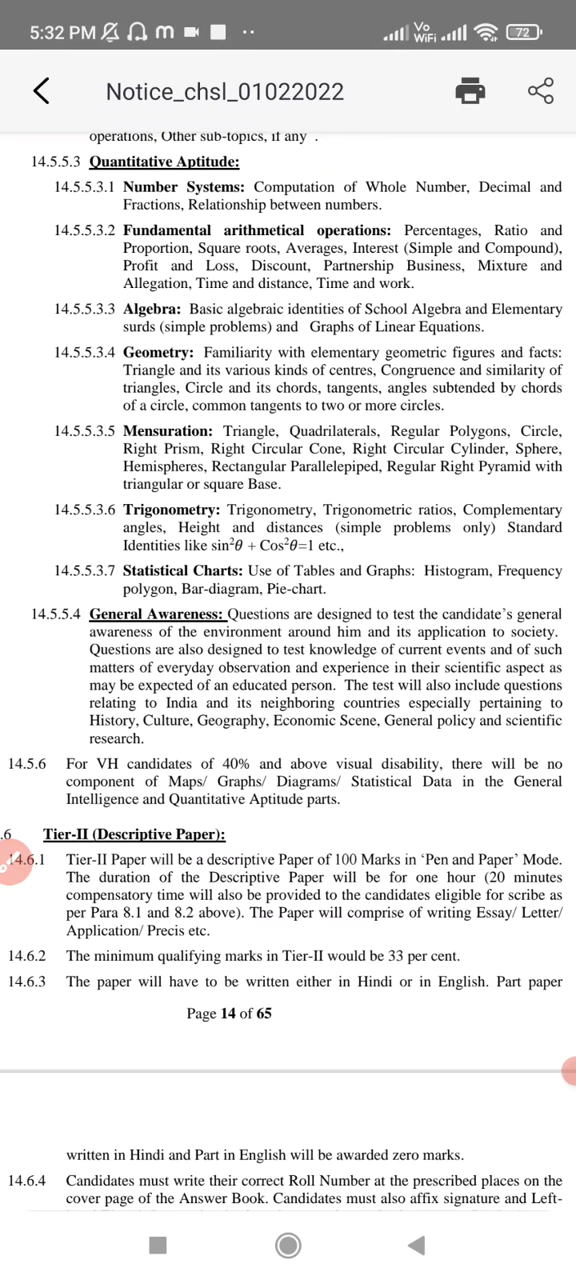 5:32 PM m ··
Vo WiFi 72
Notice_chsl_01022022
operations, Other sub-topics, if any .
14.5.5.3 Quantitative Aptitude:
14.5.5.3.1 Number Systems: Computation of Whole Number, Decimal and
Fractions, Relationship between numbers.
14.5.5.3.2 Fundamental arithmetical operations: Percentages, Ratio and
Proportion, Square roots, Averages, Interest (Simple and Compound),
Profit and Loss, Discount, Partnership Business, Mixture and
Allegation, Time and distance, Time and work.
14.5.5.3.3 Algebra: Basic algebraic identities of School Algebra and Elementary
surds (simple problems) and Graphs of Linear Equations.
14.5.5.3.4 Geometry: Familiarity with elementary geometric figures and facts:
Triangle and its various kinds of centres, Congruence and similarity of
triangles, Circle and its chords, tangents, angles subtended by chords
of a circle, common tangents to two or more circles.
14.5.5.3.5 Mensuration: Triangle, Quadrilaterals, Regular Polygons, Circle,
Right Prism, Right Circular Cone, Right Circular Cylinder, Sphere,
Hemispheres, Rectangular Parallelepiped, Regular Right Pyramid with
triangular or square Base.
14.5.5.3.6 Trigonometry: Trigonometry, Trigonometric ratios, Complementary
angles, Height and distances (simple problems only) Standard
Identities like sin²θ + Cos²θ=1 etc.,
14.5.5.3.7 Statistical Charts: Use of Tables and Graphs: Histogram, Frequency
polygon, Bar-diagram, Pie-chart.
14.5.5.4 General Awareness: Questions are designed to test the candidate’s general
awareness of the environment around him and its application to society.
Questions are also designed to test knowledge of current events and of such
matters of everyday observation and experience in their scientific aspect as
may be expected of an educated person. The test will also include questions
relating to India and its neighboring countries especially pertaining to
History, Culture, Geography, Economic Scene, General policy and scientific
research.
14.5.6 For VH candidates of 40% and above visual disability, there will be no
component of Maps/ Graphs/ Diagrams/ Statistical Data in the General
Intelligence and Quantitative Aptitude parts.
.6 Tier-II (Descriptive Paper):
14.6.1 Tier-II Paper will be a descriptive Paper of 100 Marks in ‘Pen and Paper’ Mode.
The duration of the Descriptive Paper will be for one hour (20 minutes
compensatory time will also be provided to the candidates eligible for scribe as
per Para 8.1 and 8.2 above). The Paper will comprise of writing Essay/ Letter/
Application/ Precis etc.
14.6.2 The minimum qualifying marks in Tier-II would be 33 per cent.
14.6.3 The paper will have to be written either in Hindi or in English. Part paper
Page 14 of 65
written in Hindi and Part in English will be awarded zero marks.
14.6.4 Candidates must write their correct Roll Number at the prescribed places on the
cover page of the Answer Book. Candidates must also affix signature and Left-